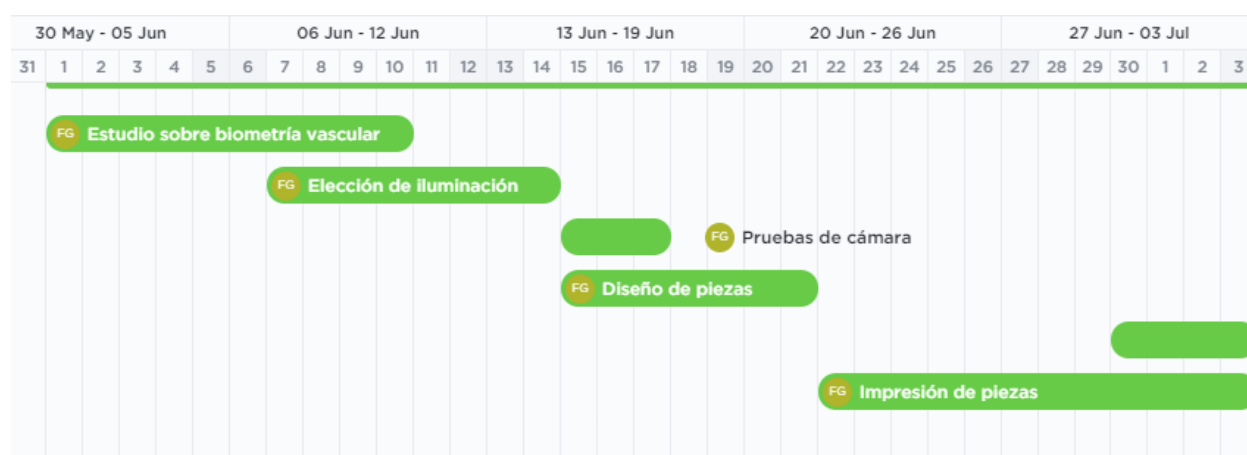 30 May - 05 Jun 06 Jun - 12 Jun 13 Jun - 19 Jun 20 Jun - 26 Jun 27 Jun - 03 Jul
31 1 2 3 4 5 6 7 8 9 10 11 12 13 14 15 16 17 18 19 20 21 22 23 24 25 26 27 28 29 30 1 2 3
FG Estudio sobre biometría vascular
FG Elección de iluminación
FG Pruebas de cámara
FG Diseño de piezas
FG Impresión de piezas